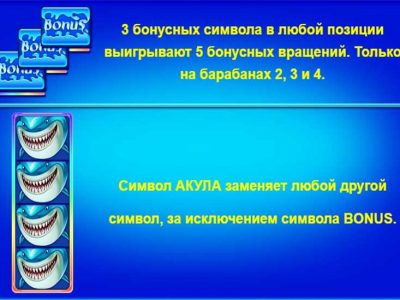 Bonus
Bonus
Bonus
3 бонусных символа в любой позиции
выигрывают 5 бонусных вращений. Только
на барабанах 2, 3 и 4.
Символ АКУЛА заменяет любой другой
символ, за исключением символа BONUS.